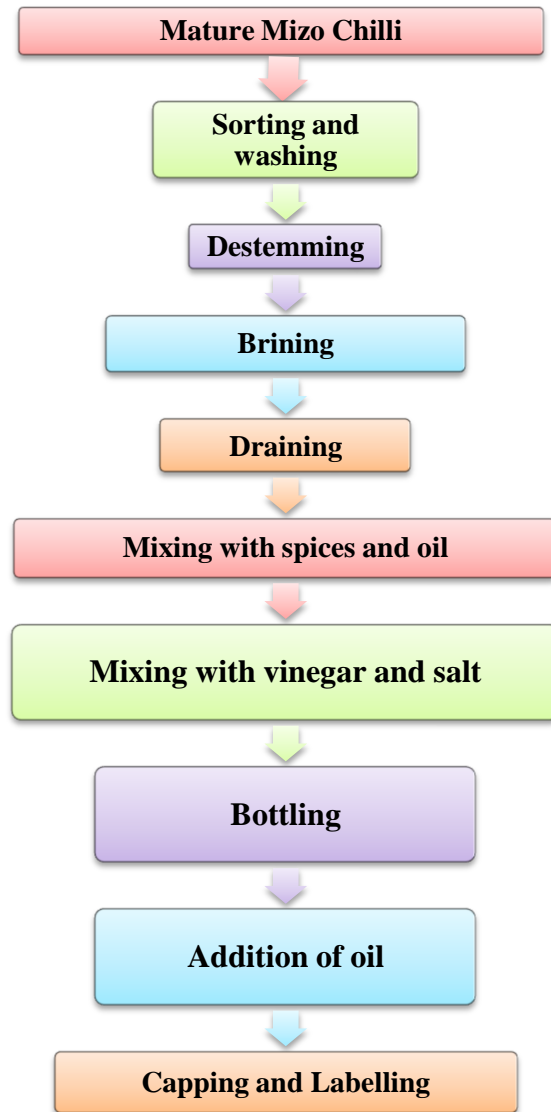 Mature Mizo Chilli
Sorting and
washing
Destemming
Brining
Draining
Mixing with spices and oil
Mixing with vinegar and salt
Bottling
Addition of oil
Capping and Labelling